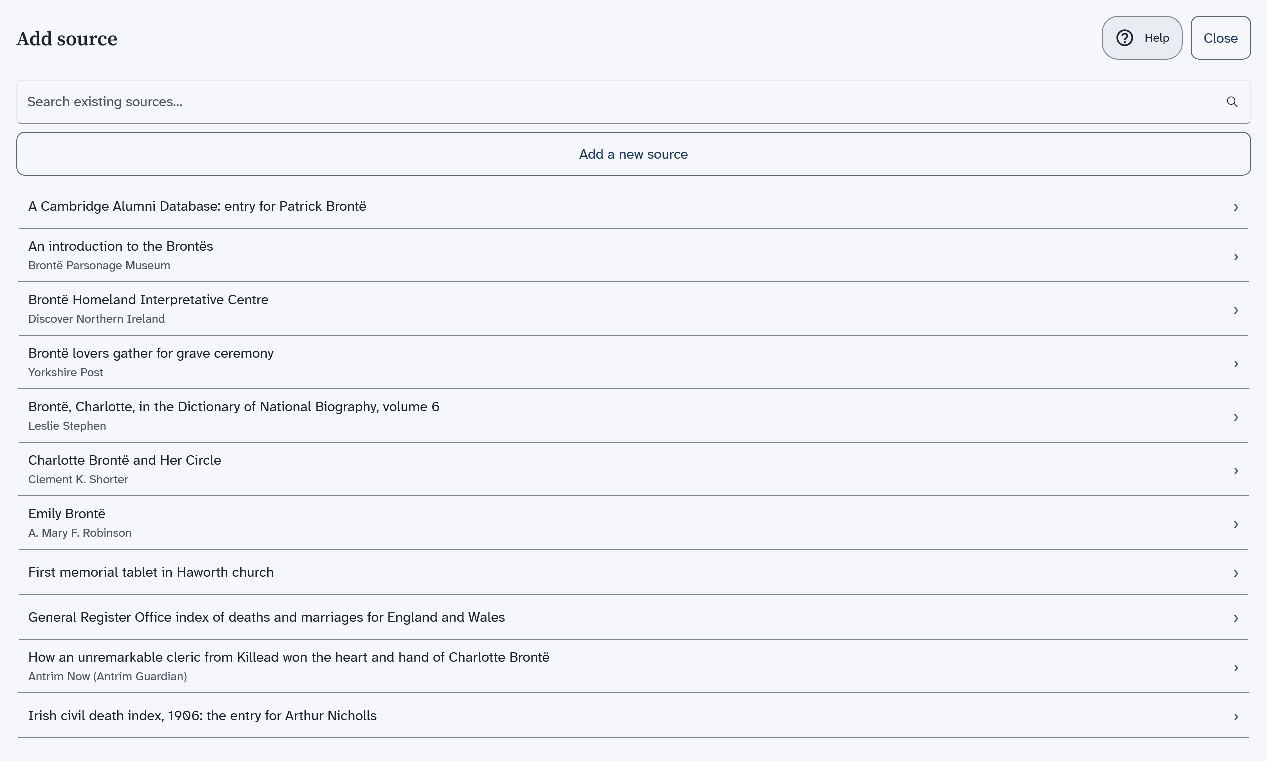 Add source
Help
Close
Search existing sources...
Add a new source
A Cambridge Alumni Database: entry for Patrick Brontë
An introduction to the Brontës
Brontë Parsonage Museum
Brontë Homeland Interpretative Centre
Discover Northern Ireland
Brontë lovers gather for grave ceremony
Yorkshire Post
Brontë, Charlotte, in the Dictionary of National Biography, volume 6
Leslie Stephen
Charlotte Brontë and Her Circle
Clement K. Shorter
Emily Brontë
A. Mary F. Robinson
First memorial tablet in Haworth church
General Register Office index of deaths and marriages for England and Wales
How an unremarkable cleric from Killead won the heart and hand of Charlotte Brontë
Antrim Now (Antrim Guardian)
Irish civil death index, 1906: the entry for Arthur Nicholls